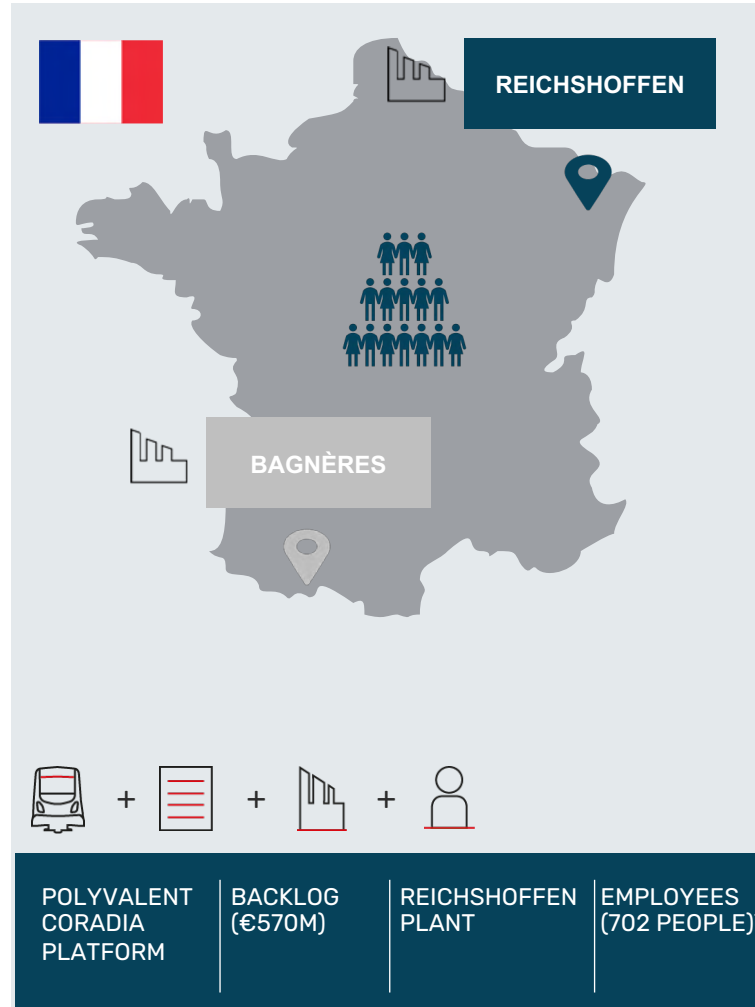 REICHSHOFFEN
BAGNÈRES
+ + +
POLYVALENT
CORADIA
PLATFORM
BACKLOG
(€570M)
REICHSHOFFEN
PLANT
EMPLOYEES
(702 PEOPLE)